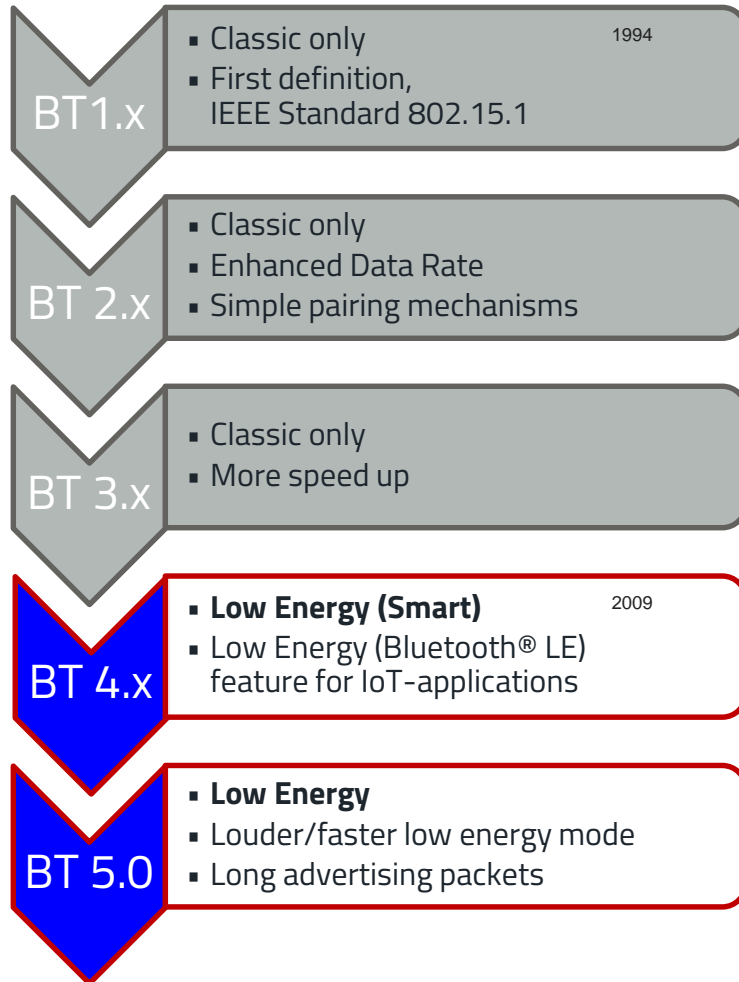 BT1.x
▪ Classic only
1994
▪ First definition,
IEEE Standard 802.15.1
BT 2.x
▪ Classic only
▪ Enhanced Data Rate
▪ Simple pairing mechanisms
BT 3.x
▪ Classic only
▪ More speed up
BT 4.x
▪ Low Energy (Smart)
2009
▪ Low Energy (Bluetooth® LE)
feature for IoT-applications
BT 5.0
▪ Low Energy
▪ Louder/faster low energy mode
▪ Long advertising packets